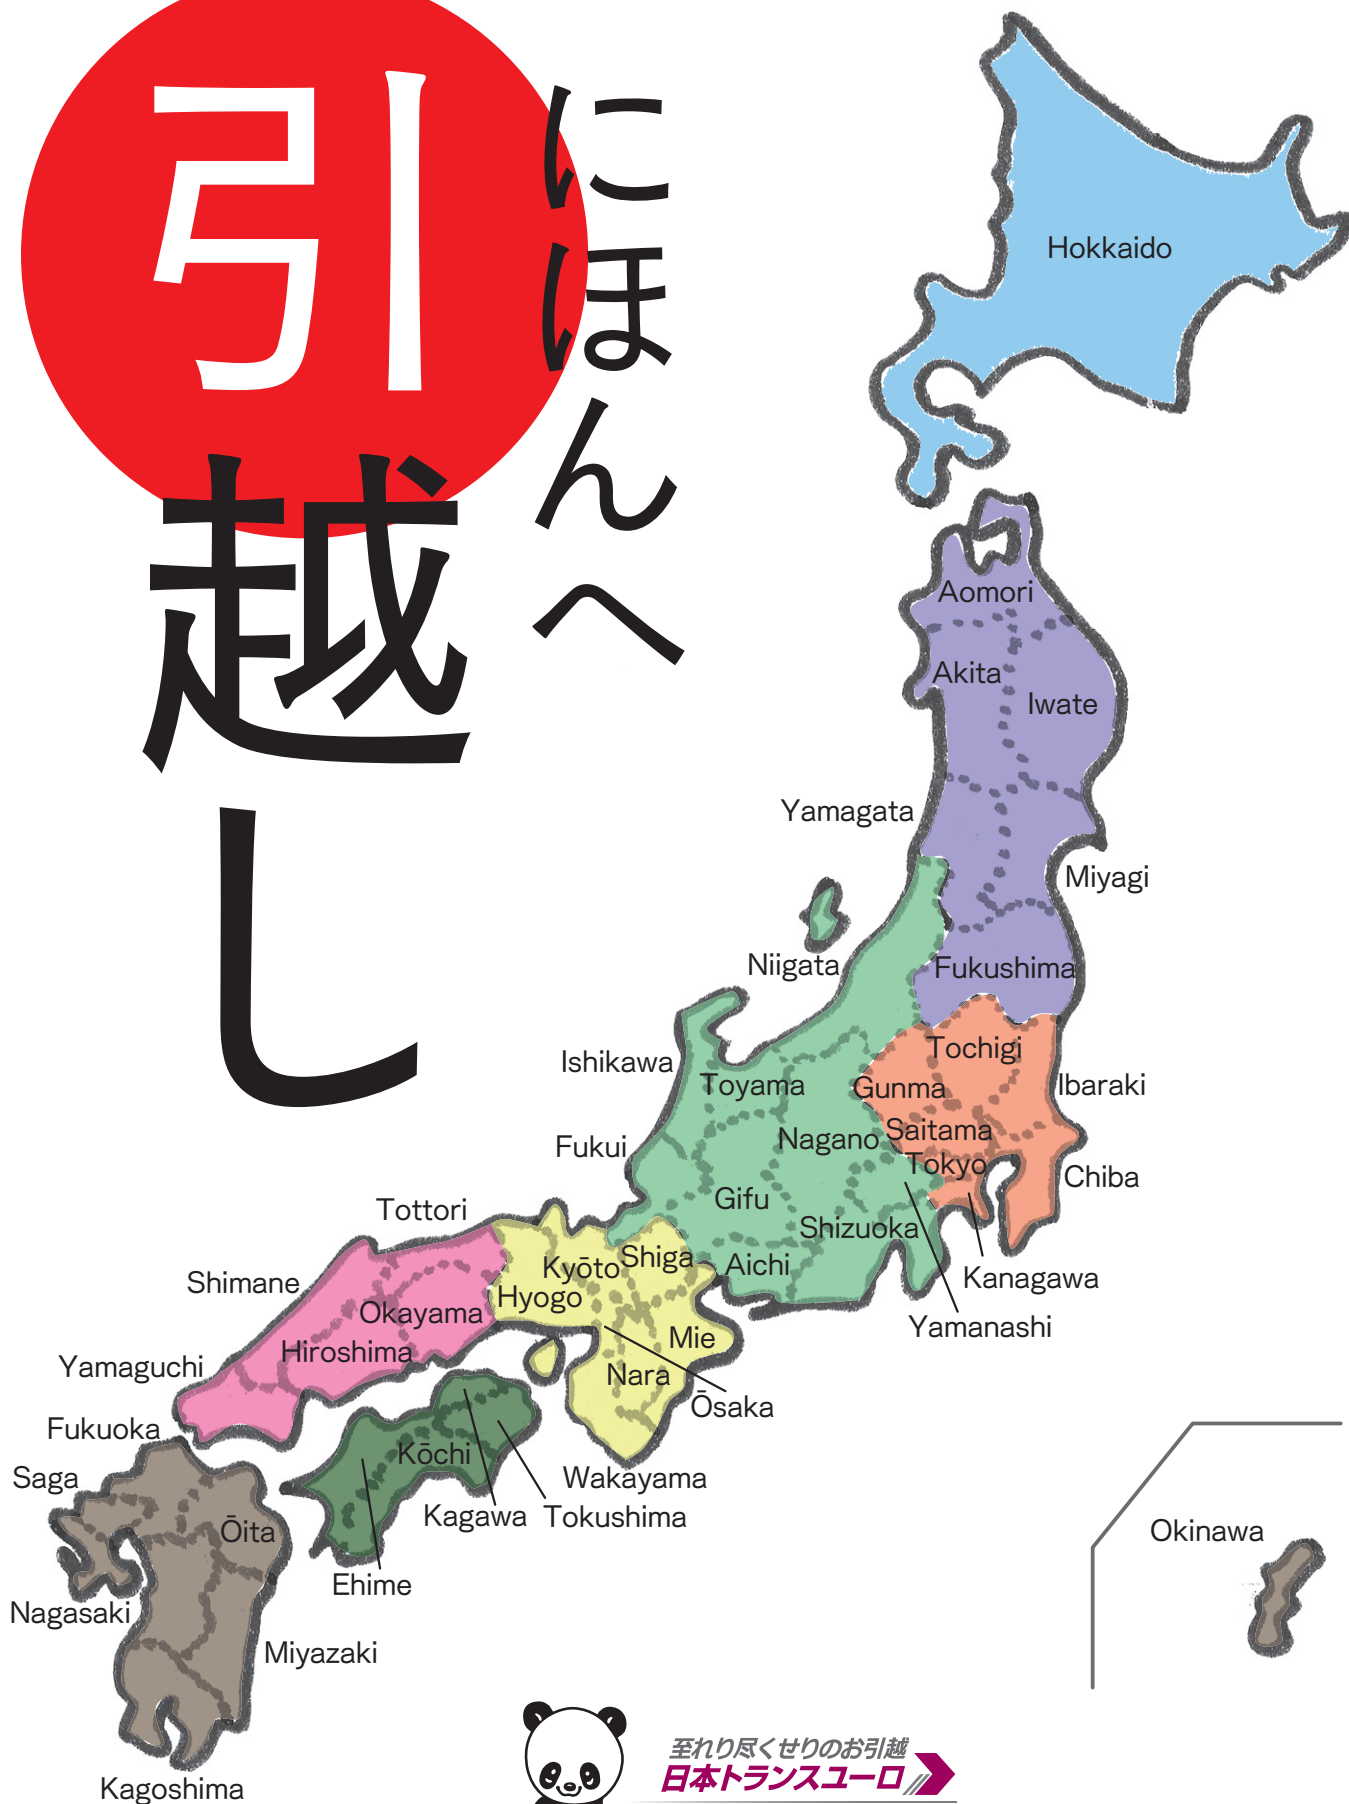 にほんへ
引越し
Hokkaido
Aomori
Akita
Iwate
Yamagata
Miyagi
Niigata
Fukushima
Ishikawa
Toyama
Tochigi
Gunma
Ibaraki
Fukui
Nagano
Saitama
Tokyo
Chiba
Gifu
Shizuoka
Tottori
Kyōto
Shiga
Aichi
Kanagawa
Shimane
Hyogo
Okayama
Yamanashi
Hiroshima
Mie
Yamaguchi
Nara
Ōsaka
Fukuoka
Kōchi
Saga
Wakayama
Kagawa
Tokushima
Ōita
Okinawa
Ehime
Nagasaki
Miyazaki
Kagoshima
至れり尽くせりのお引越
日本トランスユーロ